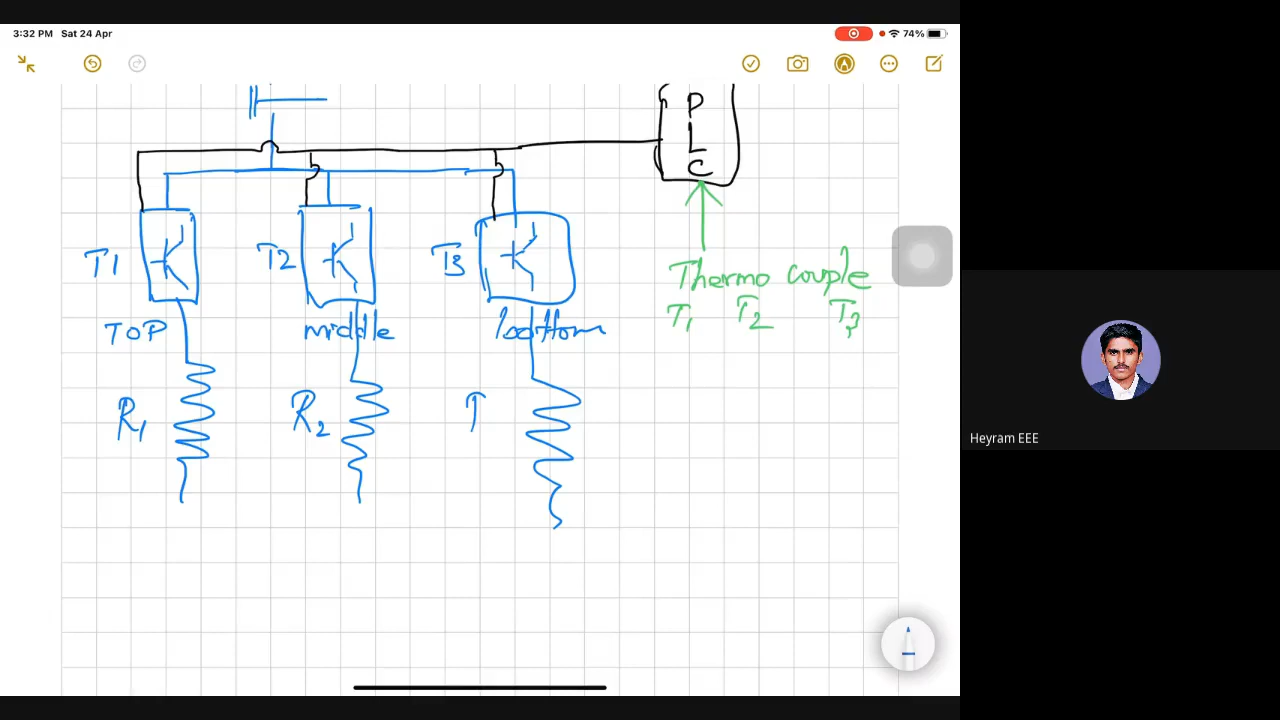 3:32 PM Sat 24 Apr
74%
P
L
C
T1
T2
T3
Thermo couple
T1 T2 T3
TOP
middle
bottom
R1
R2
Heyram EEE